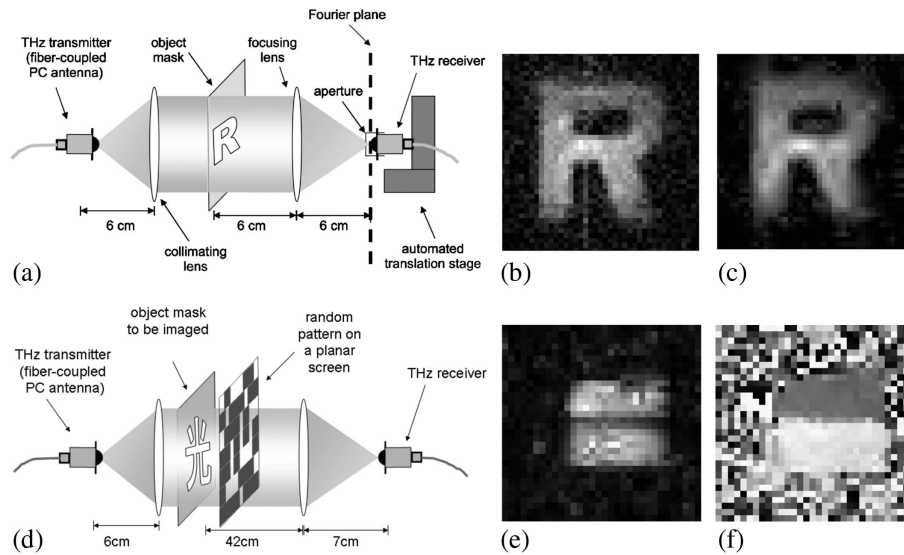 Fourier plane
THz transmitter
(fiber-coupled
PC antenna)
object
mask
focusing
lens
aperture
THz receiver
R
6 cm
6 cm
6 cm
collimating
lens
automated
translation stage
(a)
R
(b)
R
(c)
object mask
to be imaged
random
pattern on
a planar
screen
THz transmitter
(fiber-coupled
PC antenna)
THz receiver
光
6cm
42cm
7cm
(d)
(e)
(f)